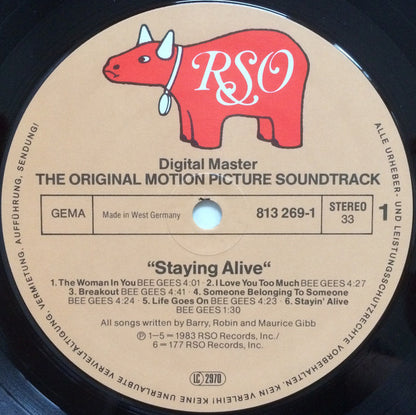 RSO
Digital Master
THE ORIGINAL MOTION PICTURE SOUNDTRACK
GEMA
Made in West Germany
813 269-1
STEREO
33
1
“Staying Alive“
1. The Woman in You BEE GEES 4:01 · 2. I Love You Too Much BEE GEES 4:27
3. Breakout BEE GEES 4:41 · 4. Someone Belonging To Someone
BEE GEES 4:24 · 5. Life Goes On BEE GEES 4:23 · 6. Stayin' Alive
BEE GEES 1:30
All songs written by Barry, Robin and Maurice Gibb
℗ 1–5 = 1983 RSO Records, Inc./
6 = 177 RSO Records, Inc.
LC 2970
ALLE URHEBER- UND LEISTUNGSSCHUTZRECHTE VORBEHALTEN. KEIN VERLEIH! KEINE UNERLAUBTE VERVIELFÄLTIGUNG, VERMIETUNG, AUFFÜHRUNG, SENDUNG!